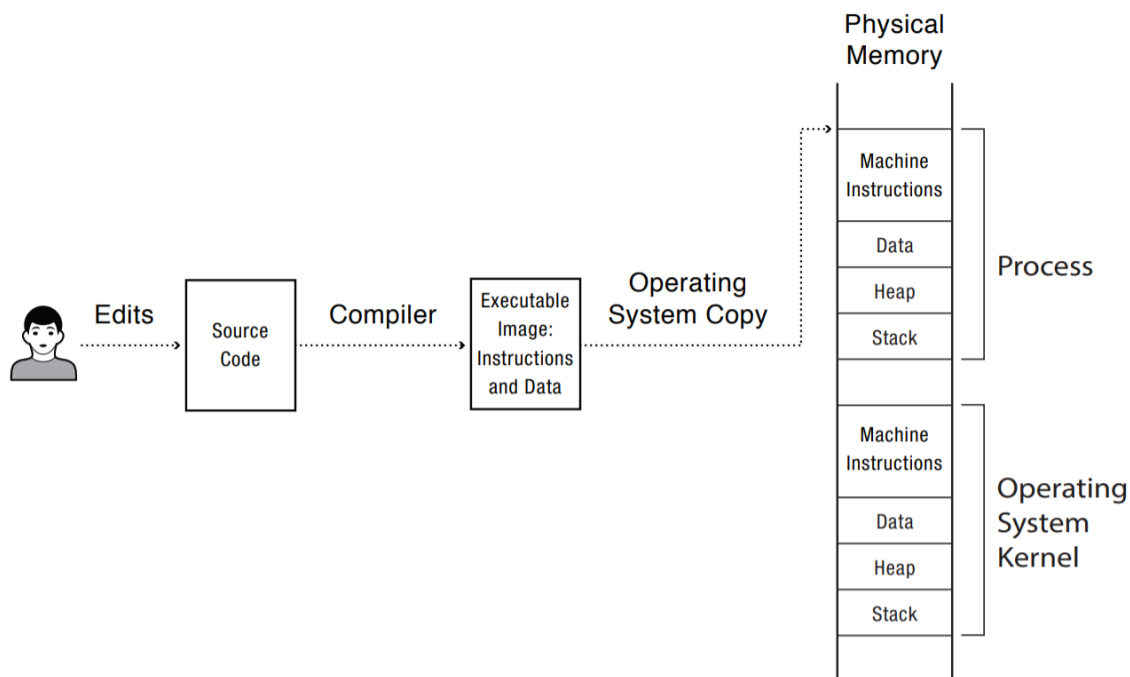 Physical
Memory
Machine
Instructions
Data
Heap
Stack
Process
Edits
Source
Code
Compiler
Executable
Image:
Instructions
and Data
Operating
System Copy
Machine
Instructions
Data
Heap
Stack
Operating
System
Kernel